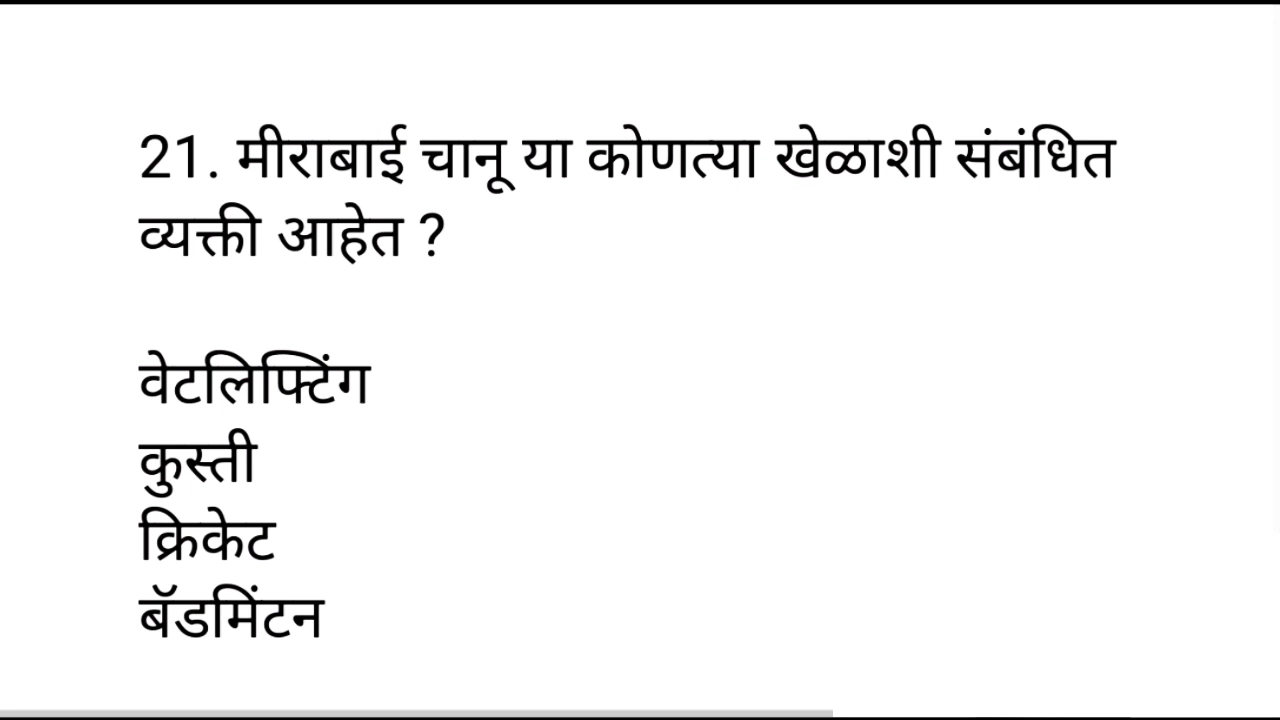 21. मीराबाई चानू या कोणत्या खेळाशी संबंधित
व्यक्ती आहेत ?
वेटलिफ्टिंग
कुस्ती
क्रिकेट
बॅडमिंटन